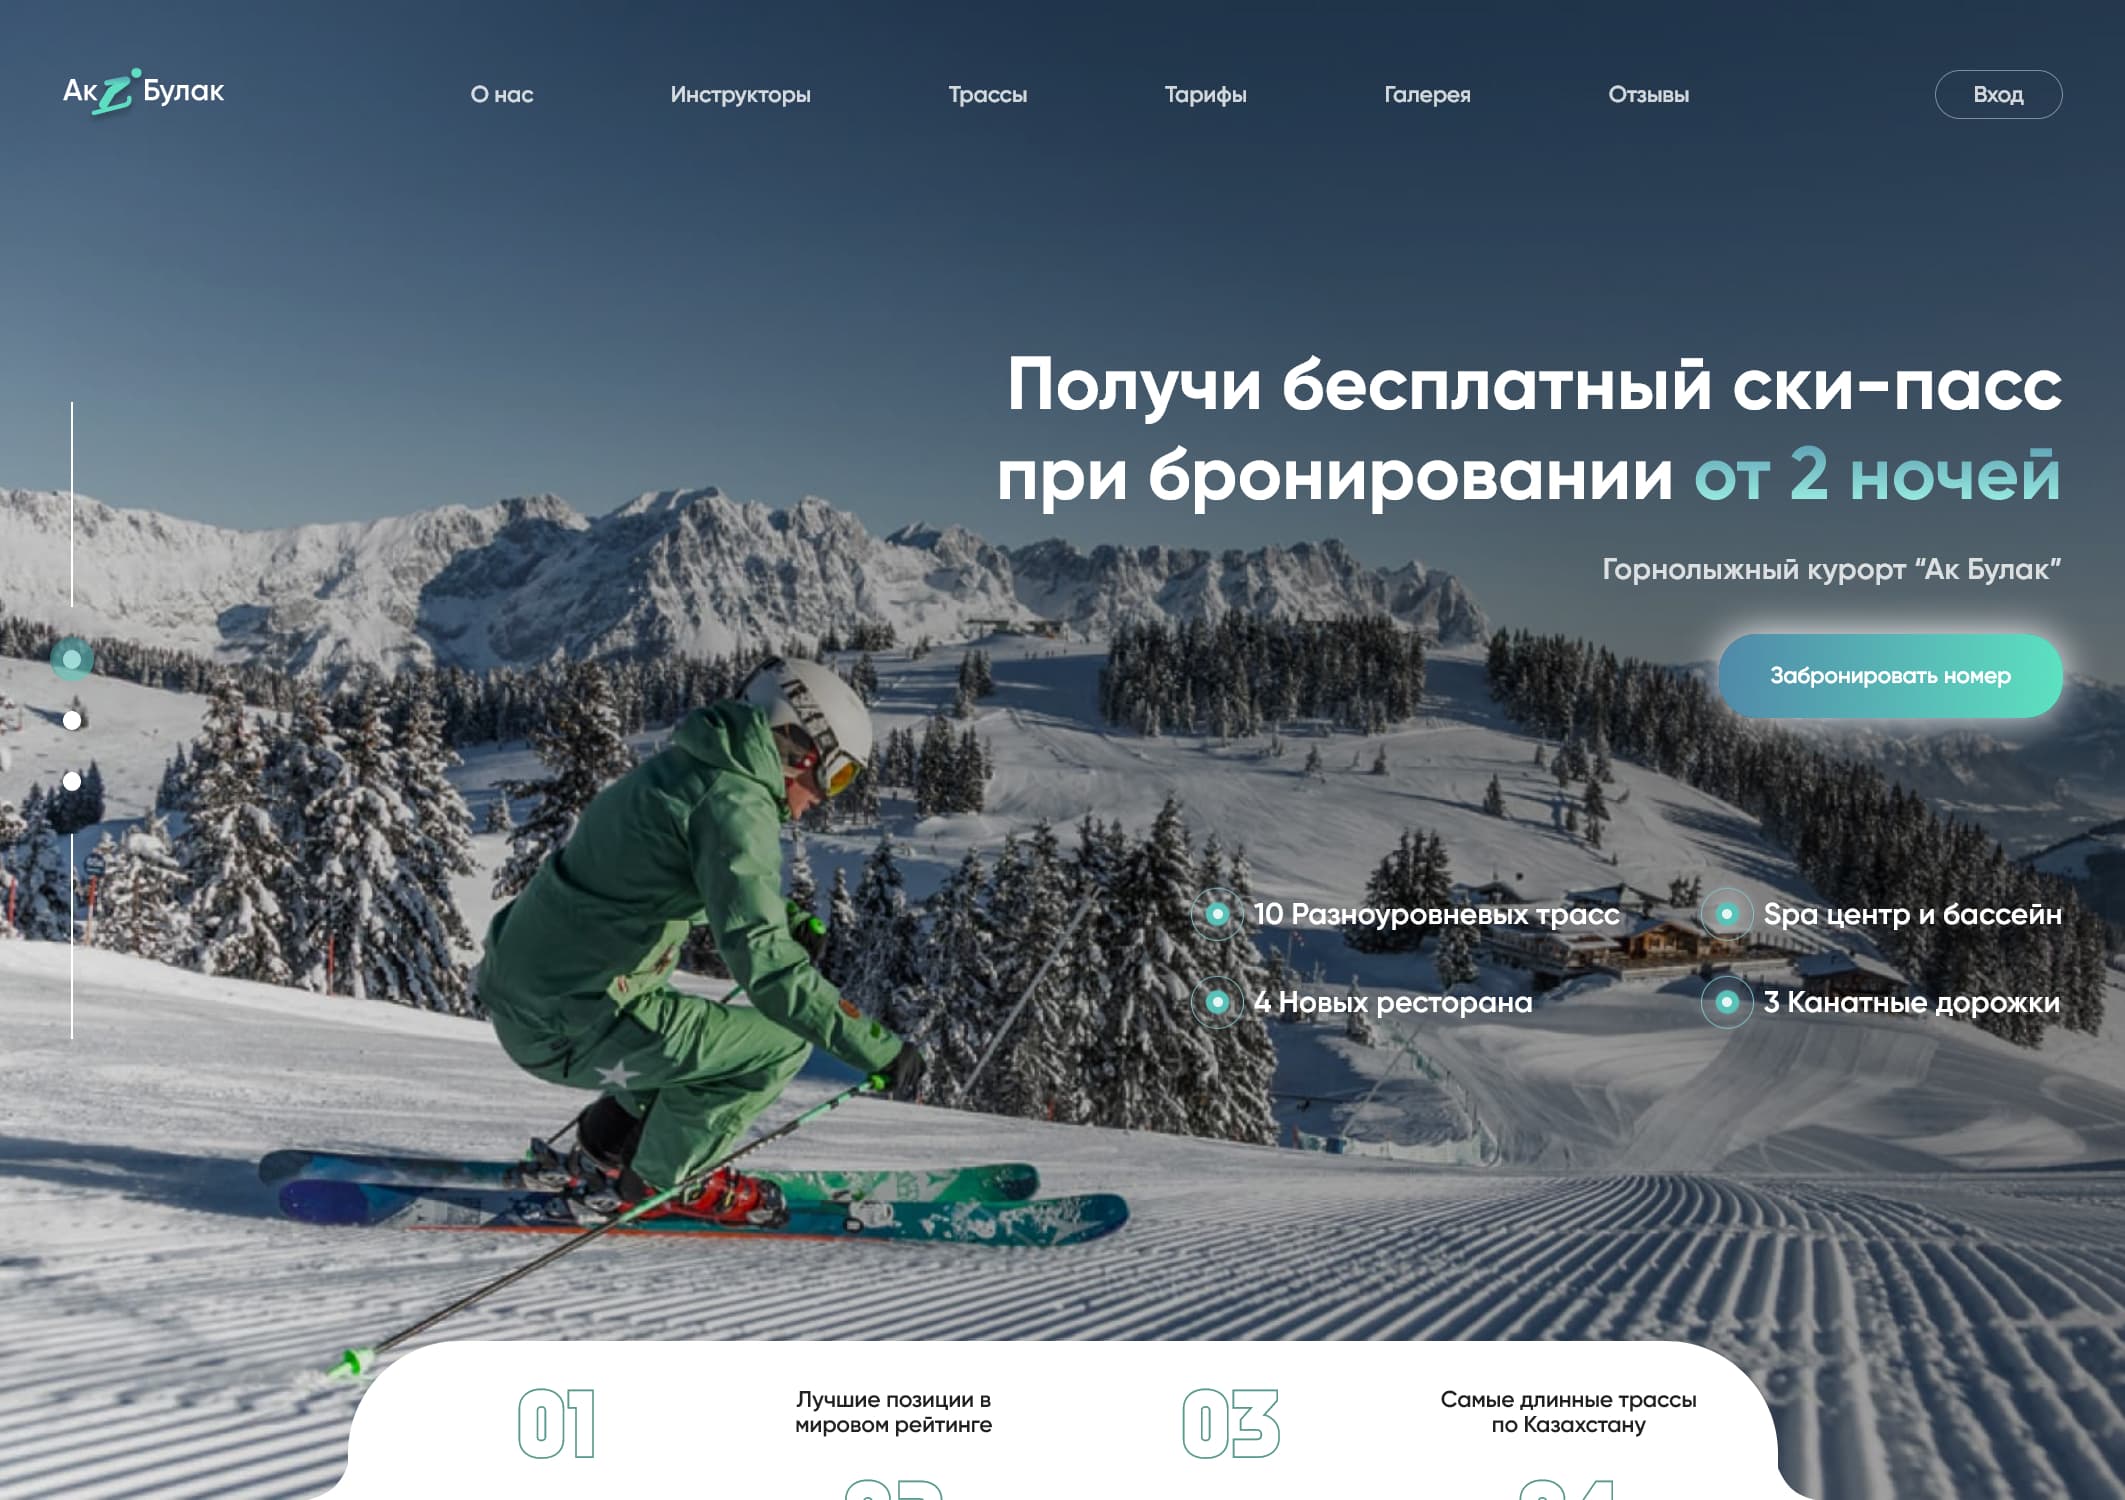 Ак Булак
О нас
Инструкторы
Трассы
Тарифы
Галерея
Отзывы
Вход
Получи бесплатный ски-пасс
при бронировании от 2 ночей
Горнолыжный курорт “Ак Булак”
Забронировать номер
10 Разноуровневых трасс
Spa центр и бассейн
4 Новых ресторана
3 Канатные дорожки
01
Лучшие позиции в
мировом рейтинге
03
Самые длинные трассы
по Казахстану